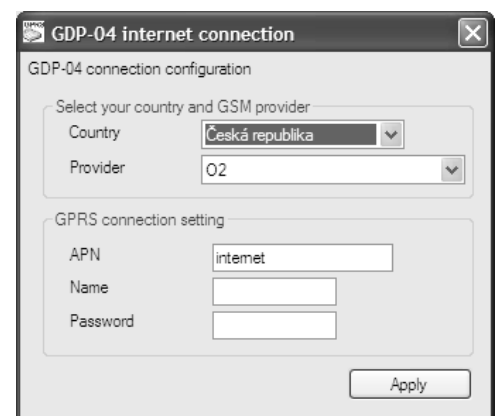 GDP-04 internet connection
GDP-04 connection configuration
Select your country and GSM provider
Country Česká republika
Provider O2
GPRS connection setting
APN internet
Name
Password
Apply